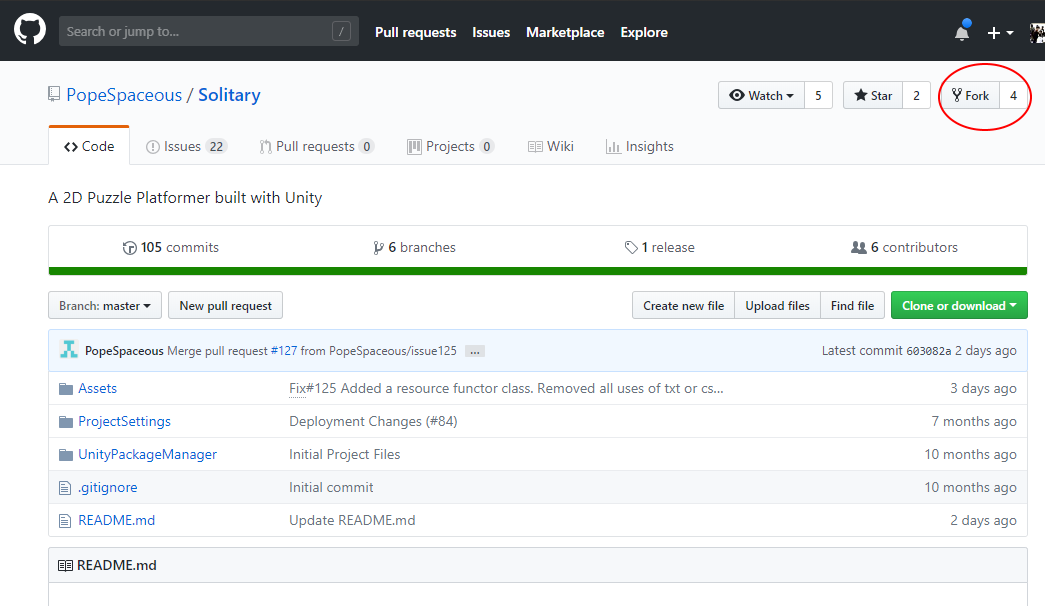 Search or jump to... / Pull requests Issues Marketplace Explore
PopeSpaceous / Solitary Watch 5 Star 2 Fork 4
Code Issues 22 Pull requests 0 Projects 0 Wiki Insights
A 2D Puzzle Platformer built with Unity
105 commits 6 branches 1 release 6 contributors
Branch: master New pull request Create new file Upload files Find file Clone or download
PopeSpaceous Merge pull request #127 from PopeSpaceous/issue125 ... Latest commit 603082a 2 days ago
Assets Fix#125 Added a resource functor class. Removed all uses of txt or cs... 3 days ago
ProjectSettings Deployment Changes (#84) 7 months ago
UnityPackageManager Initial Project Files 10 months ago
.gitignore Initial commit 10 months ago
README.md Update README.md 2 days ago
README.md